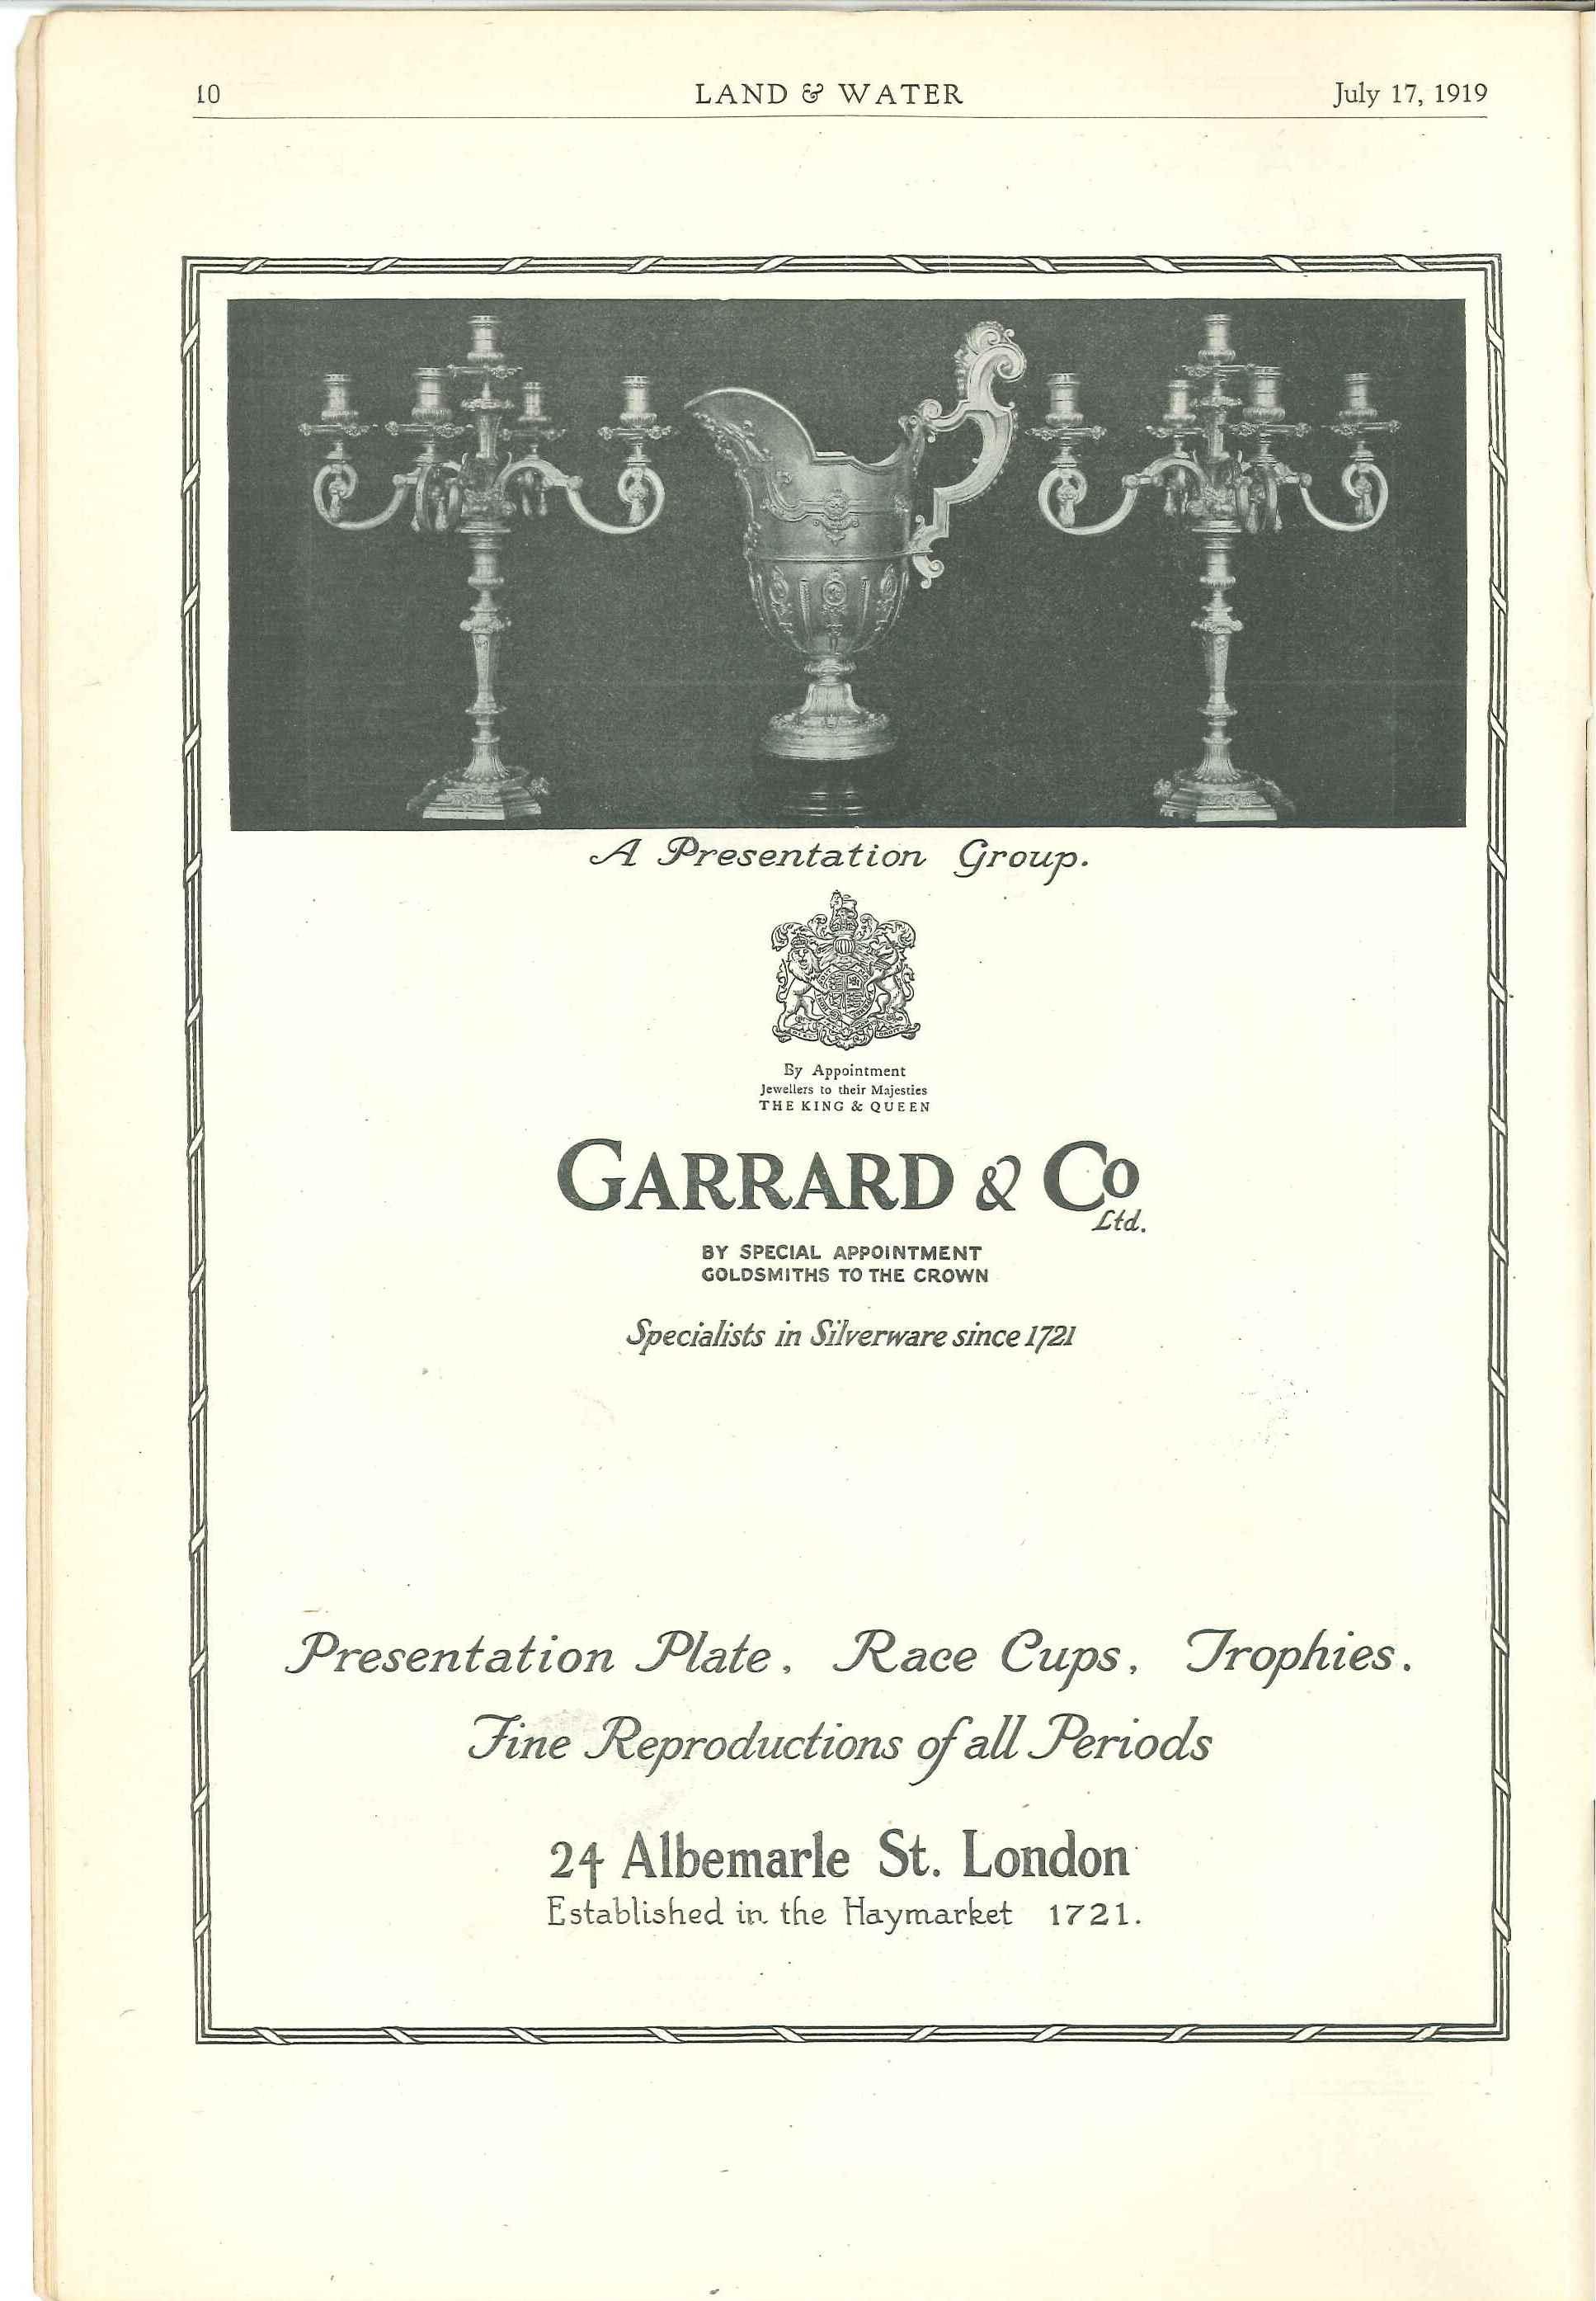 10 LAND & WATER July 17, 1919
A Presentation Group.
By Appointment
Jewellers to their Majesties
THE KING & QUEEN
GARRARD & Co
Ltd.
BY SPECIAL APPOINTMENT
GOLDSMITHS TO THE CROWN
Specialists in Silverware since 1721
Presentation Plate, Race Cups, Trophies.
Fine Reproductions of all Periods
24 Albemarle St. London
Established in the Haymarket 1721.